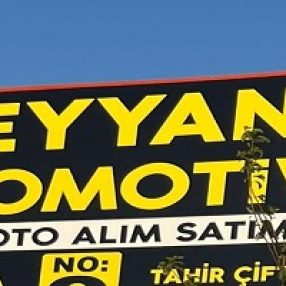 EYYAN
OMOTİV
OTO ALIM SATIM
NO:
TAHİR ÇİF